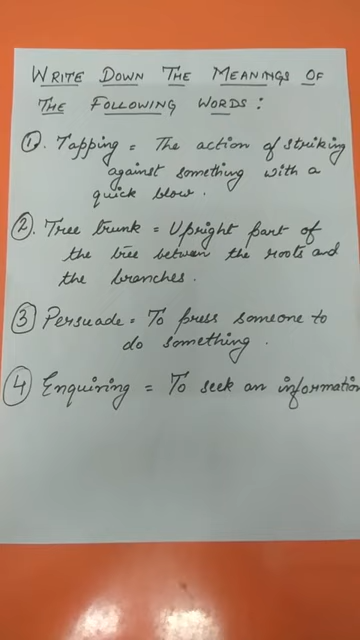 WRITE DOWN THE MEANINGS OF
THE FOLLOWING WORDS:
1. Tapping = The action of striking
against something with a
quick blow.
2. Tree trunk = Upright part of
the tree between the roots and
the branches.
3 Persuade = To press someone to
do something.
4 Enquiring = To seek an information